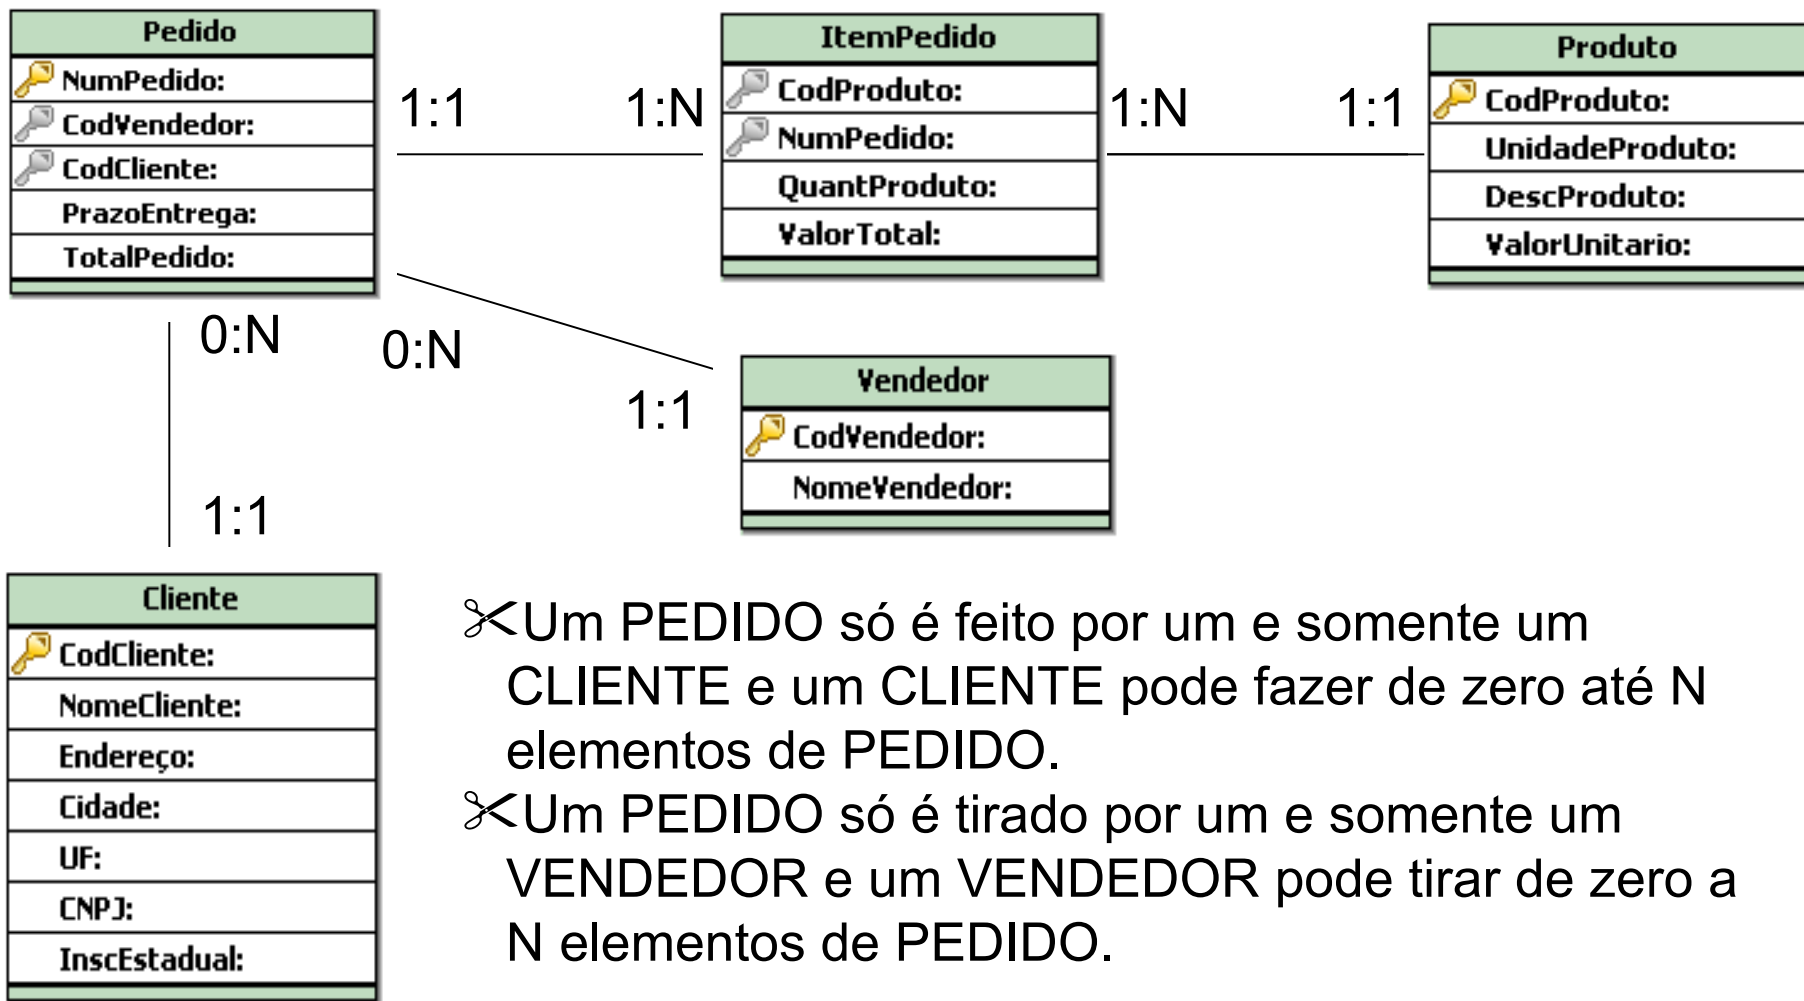 Pedido
NumPedido:
CodVendedor:
CodCliente:
PrazoEntrega:
TotalPedido:
1:1
1:N
ItemPedido
CodProduto:
NumPedido:
QuantProduto:
ValorTotal:
1:N
1:1
Produto
CodProduto:
UnidadeProduto:
DescProduto:
ValorUnitario:
0:N
0:N
1:1
Vendedor
CodVendedor:
NomeVendedor:
1:1
Cliente
CodCliente:
NomeCliente:
Endereço:
Cidade:
UF:
CNPJ:
InscEstadual:
Um PEDIDO só é feito por um e somente um
CLIENTE e um CLIENTE pode fazer de zero até N
elementos de PEDIDO.
Um PEDIDO só é tirado por um e somente um
VENDEDOR e um VENDEDOR pode tirar de zero a
N elementos de PEDIDO.